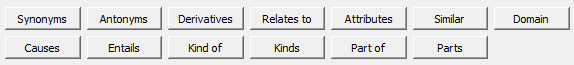 Synonyms Antonyms Derivatives Relates to Attributes Similar Domain
Causes Entails Kind of Kinds Part of Parts